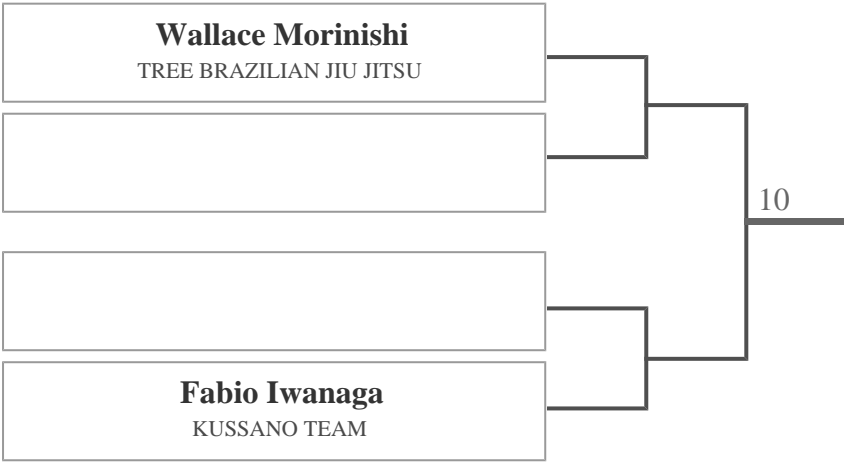 Wallace Morinishi
TREE BRAZILIAN JIU JITSU
10
Fabio Iwanaga
KUSSANO TEAM